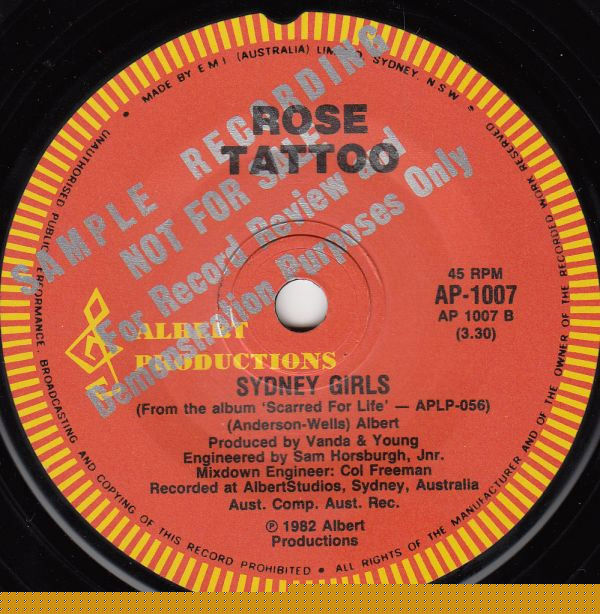 MADE BY EMI (AUSTRALIA) LIMITED, SYDNEY, N.S.W.
UNAUTHORISED PUBLIC PERFORMANCE. BROADCASTING AND COPYING OF THIS RECORD PROHIBITED • ALL RIGHTS OF THE MANUFACTURER AND OF THE OWNER OF THE RECORDED WORK RESERVED
SAMPLE RECORDING
NOT FOR SALE
For Record Review and
Demonstration Purposes Only
ROSE
TATTOO
45 RPM
AP-1007
AP 1007 B
(3.30)
ALBERT
PRODUCTIONS
SYDNEY GIRLS
(From the album 'Scarred For Life' — APLP-056)
(Anderson-Wells) Albert
Produced by Vanda & Young
Engineered by Sam Horsburgh, Jnr.
Mixdown Engineer: Col Freeman
Recorded at AlbertStudios, Sydney, Australia
Aust. Comp. Aust. Rec.
℗ 1982 Albert
Productions